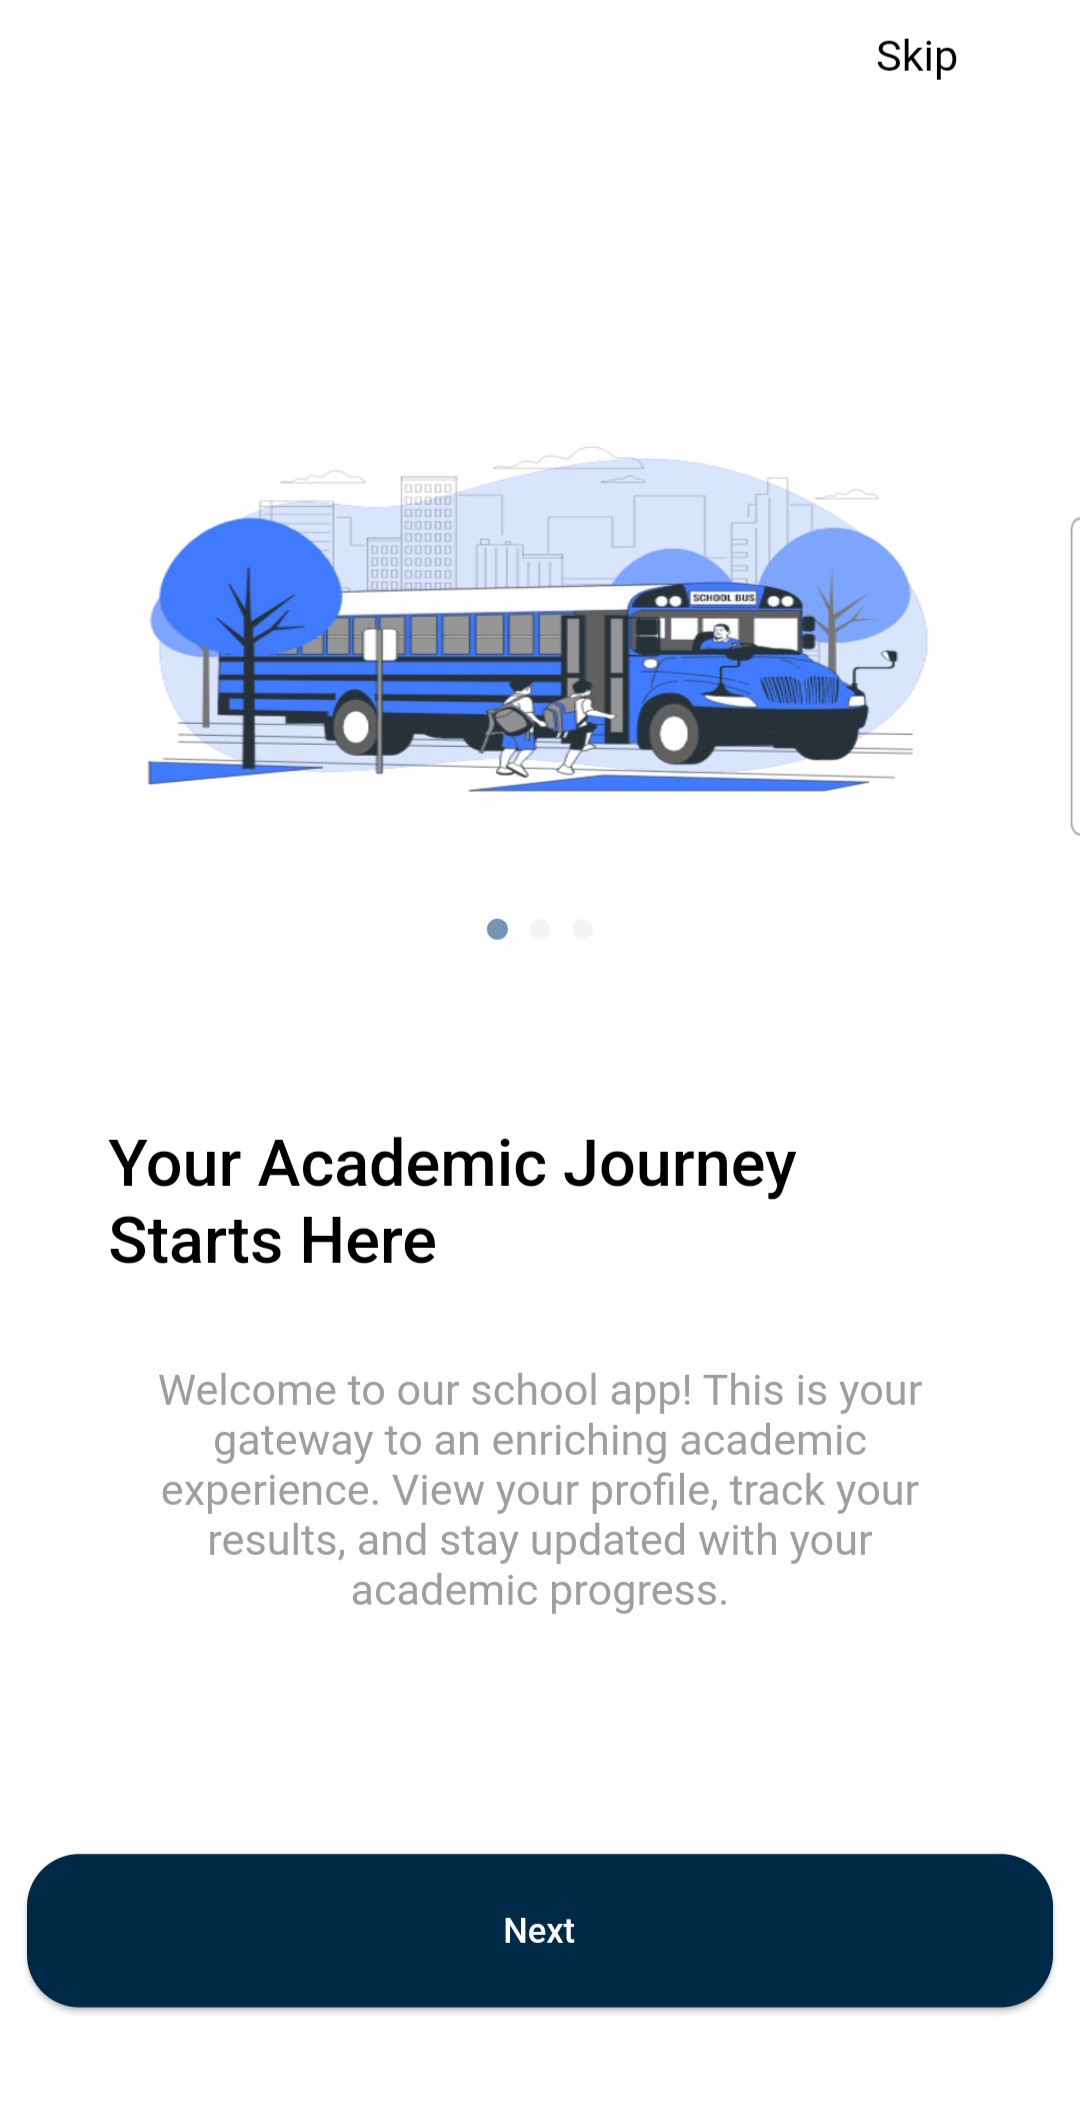 Skip
SCHOOL BUS
Your Academic Journey
Starts Here
Welcome to our school app! This is your
gateway to an enriching academic
experience. View your profile, track your
results, and stay updated with your
academic progress.
Next